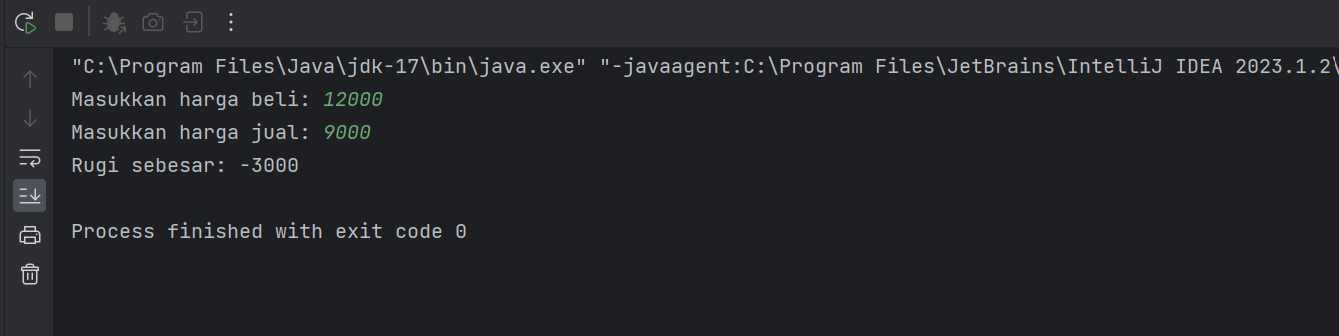 "C:\Program Files\Java\jdk-17\bin\java.exe" "-javaagent:C:\Program Files\JetBrains\IntelliJ IDEA 2023.1.2\
Masukkan harga beli: 12000
Masukkan harga jual: 9000
Rugi sebesar: -3000
Process finished with exit code 0